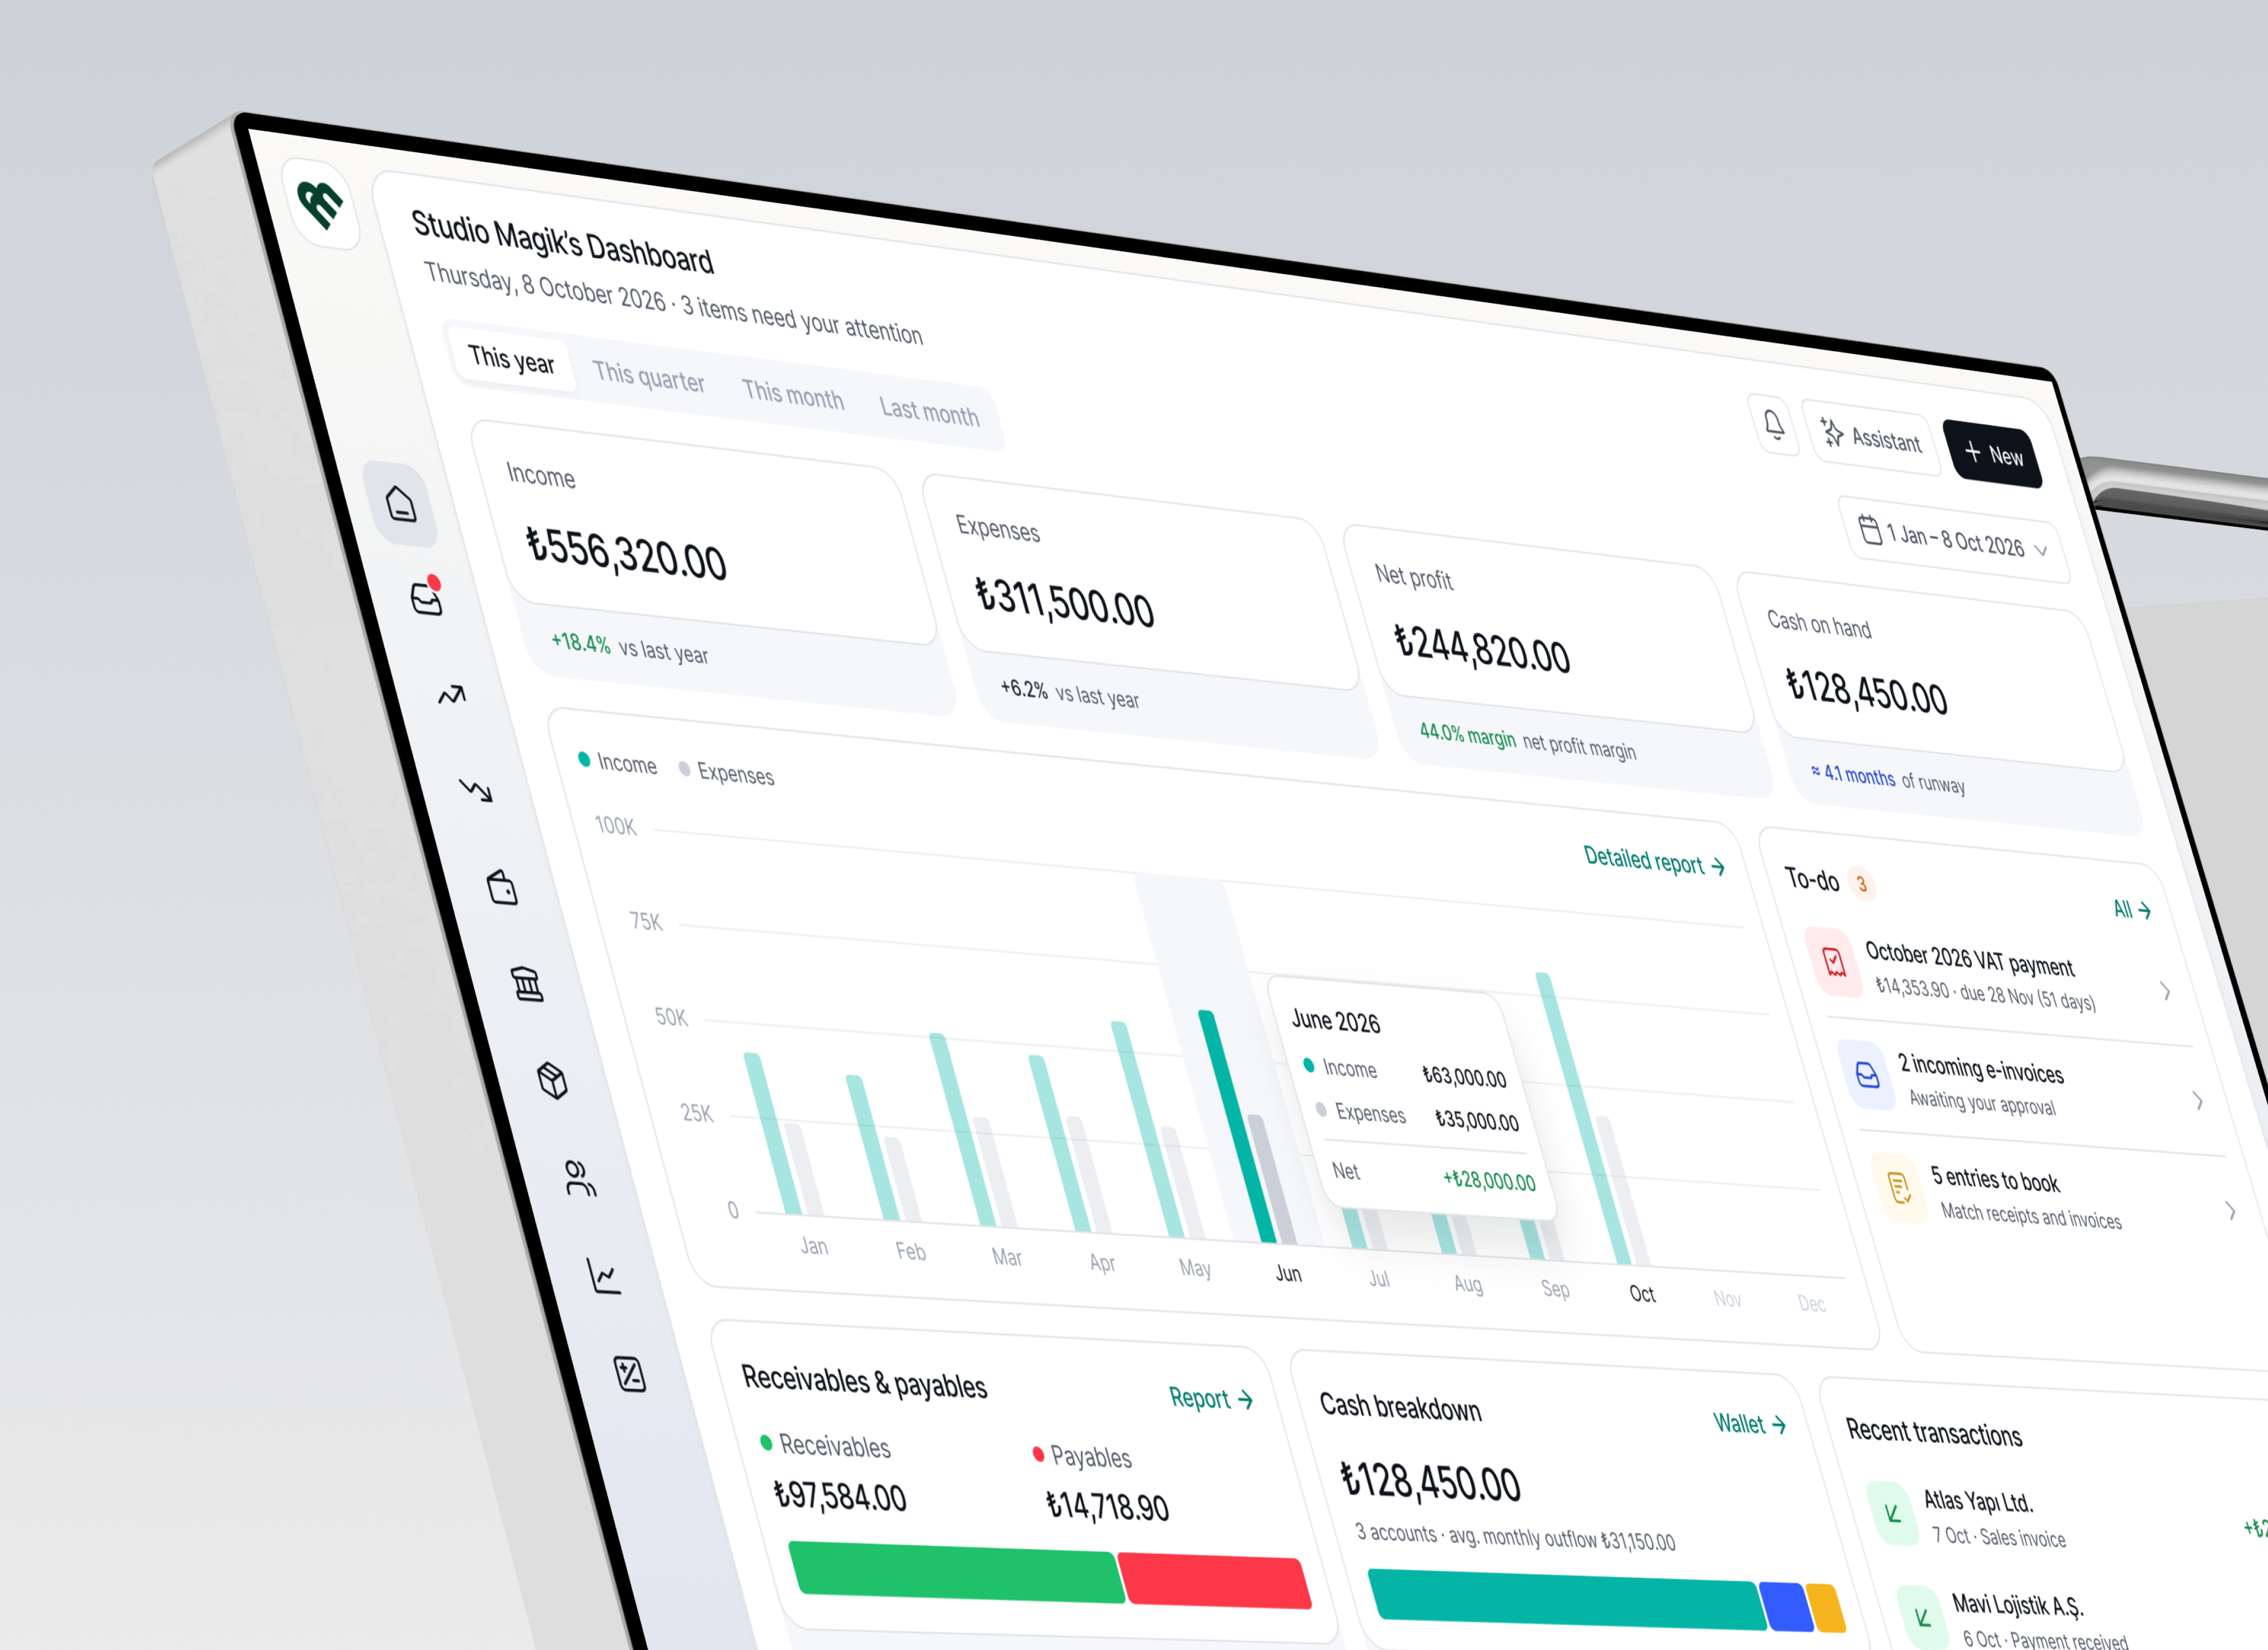 Studio Magik's Dashboard
Thursday, 8 October 2026 · 3 items need your attention
This year
This quarter
This month
Last month
Assistant
+ New
1 Jan – 8 Oct 2026
Income
₺556,320.00
+18.4% vs last year
Expenses
₺311,500.00
+6.2% vs last year
Net profit
₺244,820.00
44.0% margin net profit margin
Cash on hand
₺128,450.00
≈ 4.1 months of runway
Income
Expenses
Detailed report →
100K
75K
50K
25K
0
Jan
Feb
Mar
Apr
May
Jun
Jul
Aug
Sep
Oct
Nov
Dec
June 2026
Income ₺63,000.00
Expenses ₺35,000.00
Net +₺28,000.00
To-do 3
All →
October 2026 VAT payment
₺14,353.90 · due 28 Nov (51 days)
2 incoming e-invoices
Awaiting your approval
5 entries to book
Match receipts and invoices
Receivables & payables
Report →
Receivables
₺97,584.00
Payables
₺14,718.90
Cash breakdown
Wallet →
₺128,450.00
3 accounts · avg. monthly outflow ₺31,150.00
Recent transactions
Atlas Yapı Ltd.
7 Oct · Sales invoice
Mavi Lojistik A.Ş.
6 Oct · Payment received